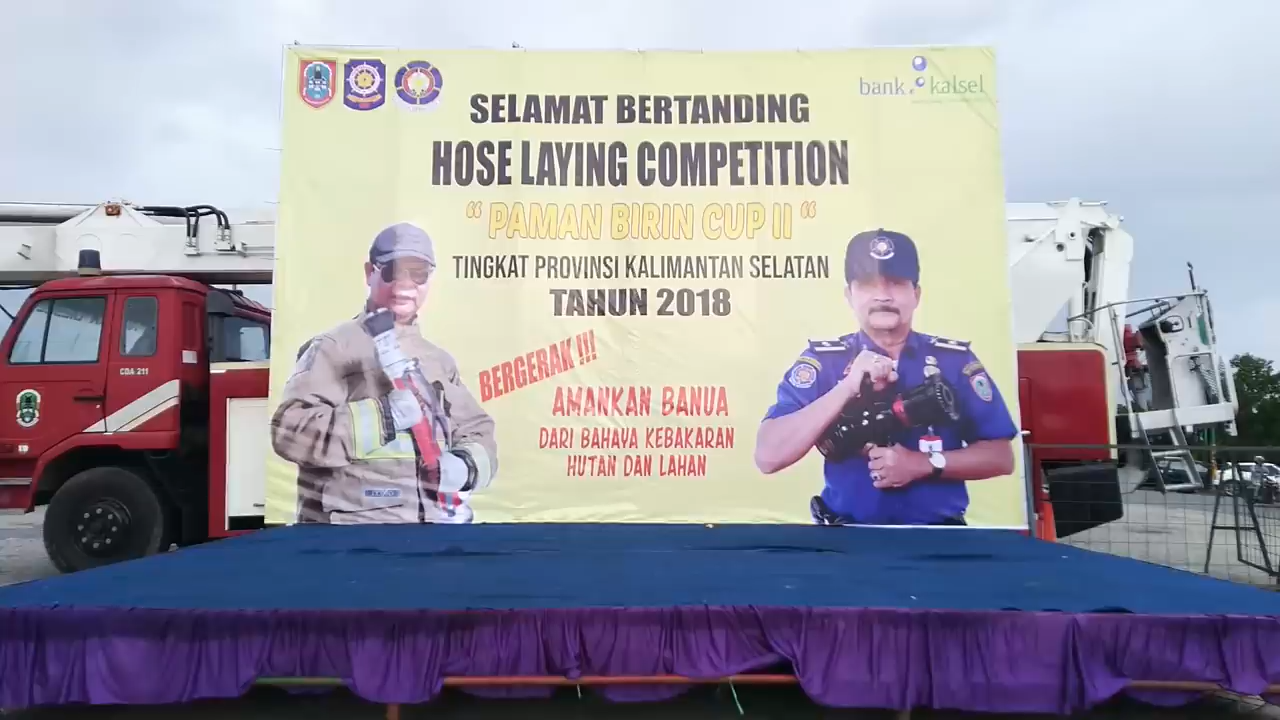 bank kalsel
SELAMAT BERTANDING
HOSE LAYING COMPETITION
“ PAMAN BIRIN CUP II “
TINGKAT PROVINSI KALIMANTAN SELATAN
TAHUN 2018
BERGERAK !!!
AMANKAN BANUA
DARI BAHAYA KEBAKARAN
HUTAN DAN LAHAN
CDA 211